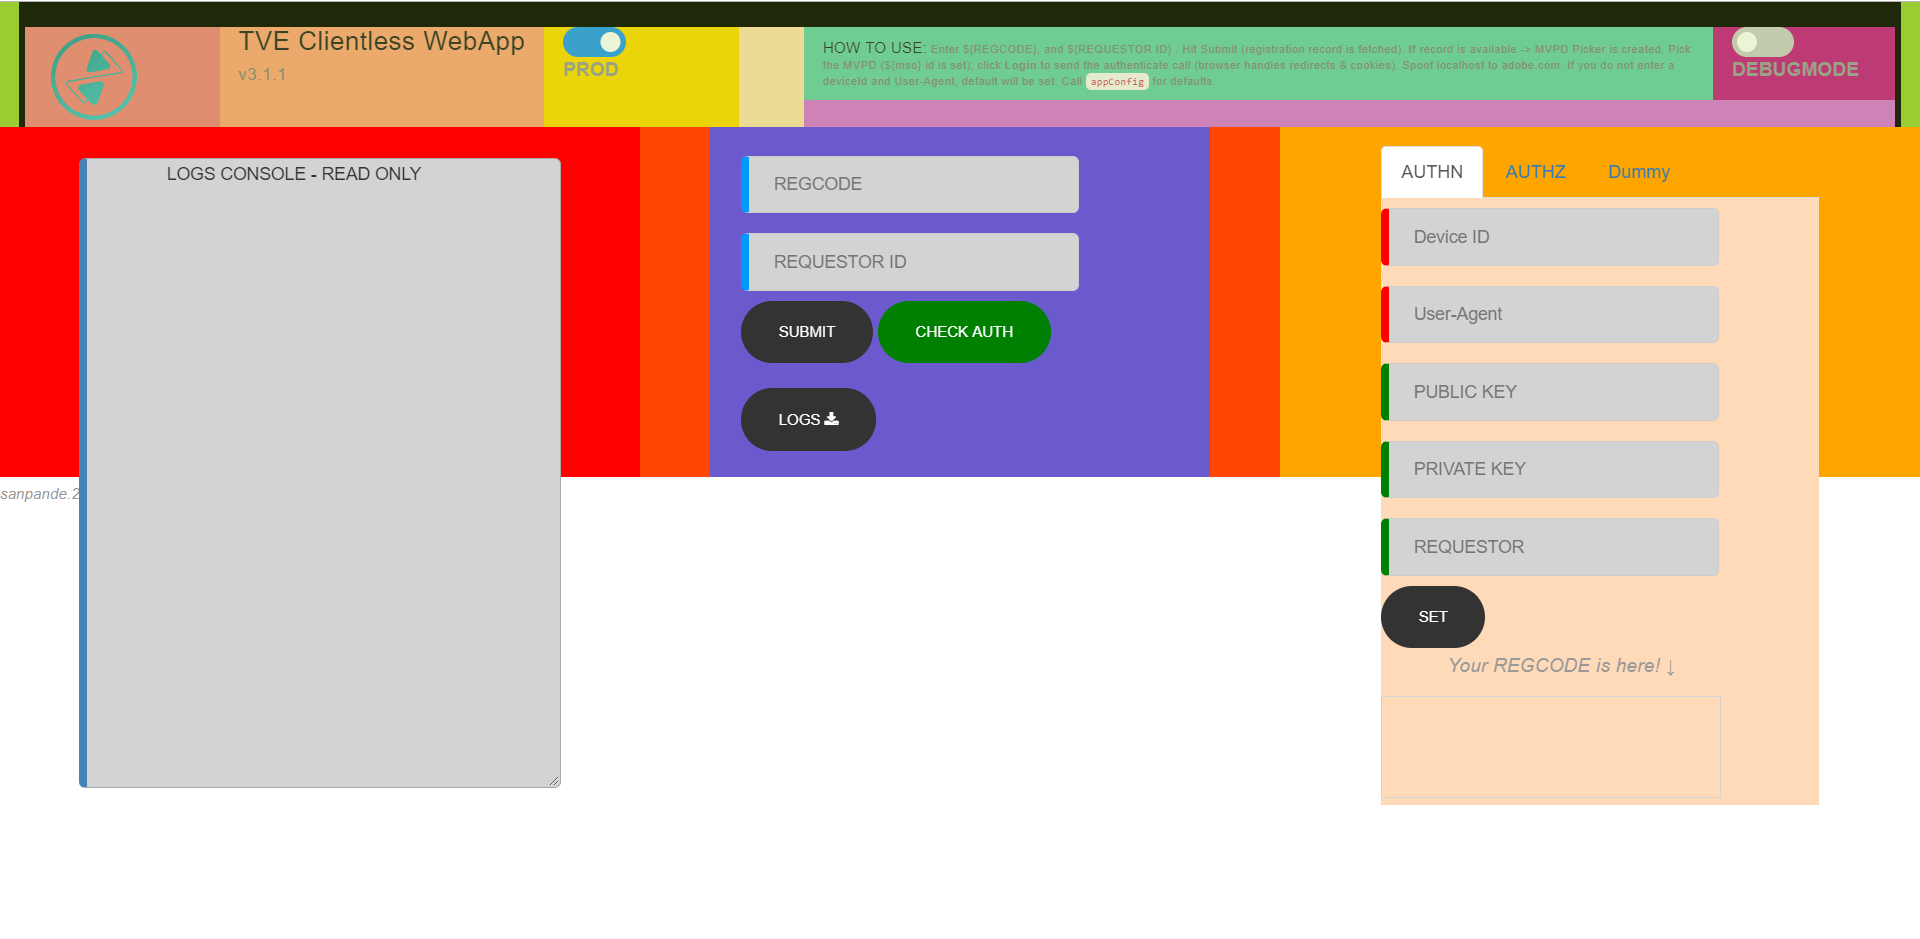 TVE Clientless WebApp
v3.1.1
PROD
HOW TO USE: Enter ${REGCODE}, and ${REQUESTOR ID} . Hit Submit (registration record is fetched). If record is available -> MVPD Picker is created. Pick
the MVPD (${mso} id is set); click Login to send the authenticate call (browser handles redirects & cookies). Spoof localhost to adobe.com. If you do not enter a
deviceId and User-Agent, default will be set. Call appConfig for defaults.
DEBUGMODE
LOGS CONSOLE - READ ONLY
sanpande.2
REGCODE
REQUESTOR ID
SUBMIT
CHECK AUTH
LOGS
AUTHN
AUTHZ
Dummy
Device ID
User-Agent
PUBLIC KEY
PRIVATE KEY
REQUESTOR
SET
Your REGCODE is here! ↓